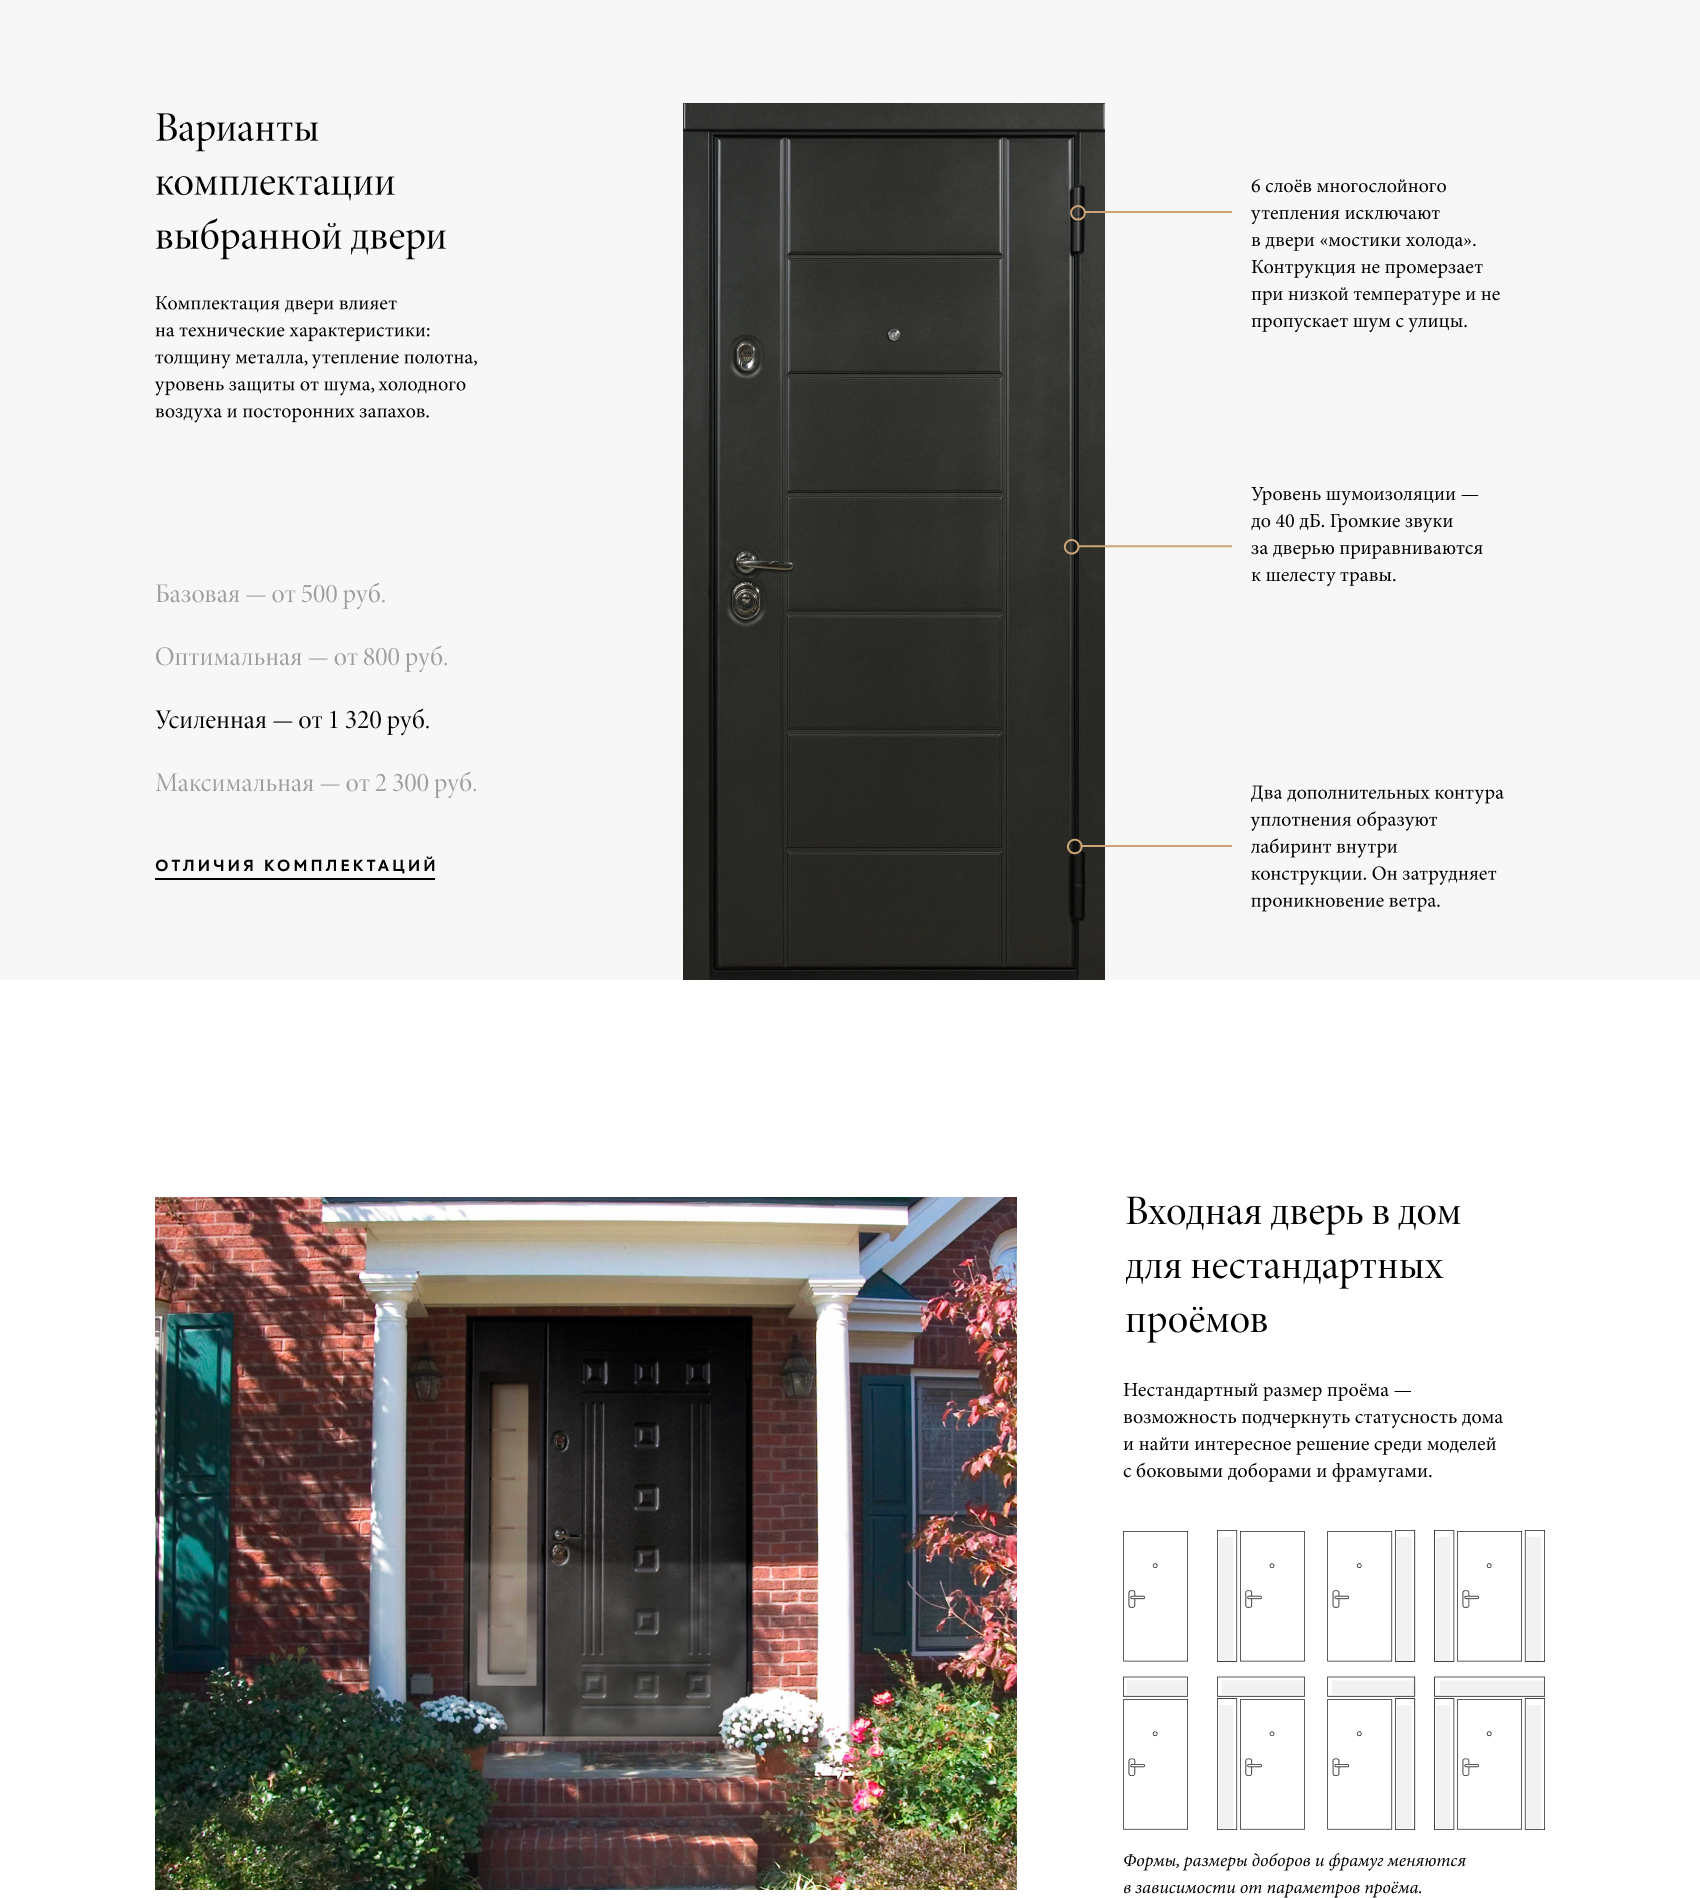 Варианты
комплектации
выбранной двери
Комплектация двери влияет
на технические характеристики:
толщину металла, утепление полотна,
уровень защиты от шума, холодного
воздуха и посторонних запахов.
Базовая — от 500 руб.
Оптимальная — от 800 руб.
Усиленная — от 1 320 руб.
Максимальная — от 2 300 руб.
ОТЛИЧИЯ КОМПЛЕКТАЦИЙ
6 слоёв многослойного
утепления исключают
в двери «мостики холода».
Контрукция не промерзает
при низкой температуре и не
пропускает шум с улицы.
Уровень шумоизоляции —
до 40 дБ. Громкие звуки
за дверью приравниваются
к шелесту травы.
Два дополнительных контура
уплотнения образуют
лабиринт внутри
конструкции. Он затрудняет
проникновение ветра.
Входная дверь в дом
для нестандартных
проёмов
Нестандартный размер проёма —
возможность подчеркнуть статусность дома
и найти интересное решение среди моделей
с боковыми доборами и фрамугами.
Формы, размеры доборов и фрамуг меняются
в зависимости от параметров проёма.